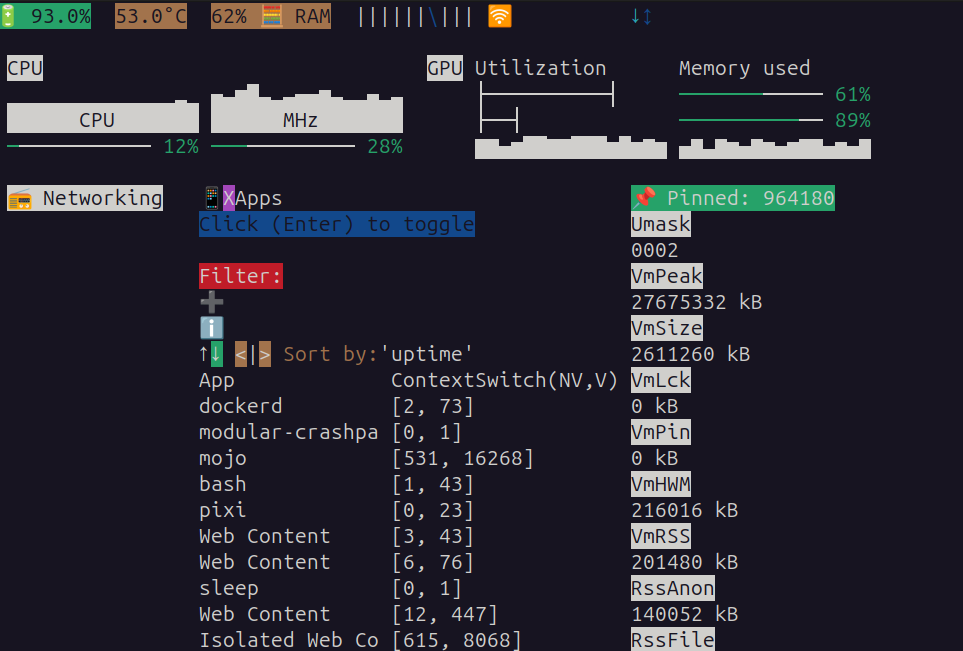 93.0% 53.0°C 62% RAM
CPU GPU Utilization Memory used
61%
CPU MHz 89%
12% 28%
Networking XApps Pinned: 964180
Click (Enter) to toggle Umask
0002
Filter: VmPeak
27675332 kB
VmSize
↑↓ <|> Sort by:'uptime' 2611260 kB
App ContextSwitch(NV,V) VmLck
dockerd [2, 73] 0 kB
modular-crashpa [0, 1] VmPin
mojo [531, 16268] 0 kB
bash [1, 43] VmHWM
pixi [0, 23] 216016 kB
Web Content [3, 43] VmRSS
Web Content [6, 76] 201480 kB
sleep [0, 1] RssAnon
Web Content [12, 447] 140052 kB
Isolated Web Co [615, 8068] RssFile